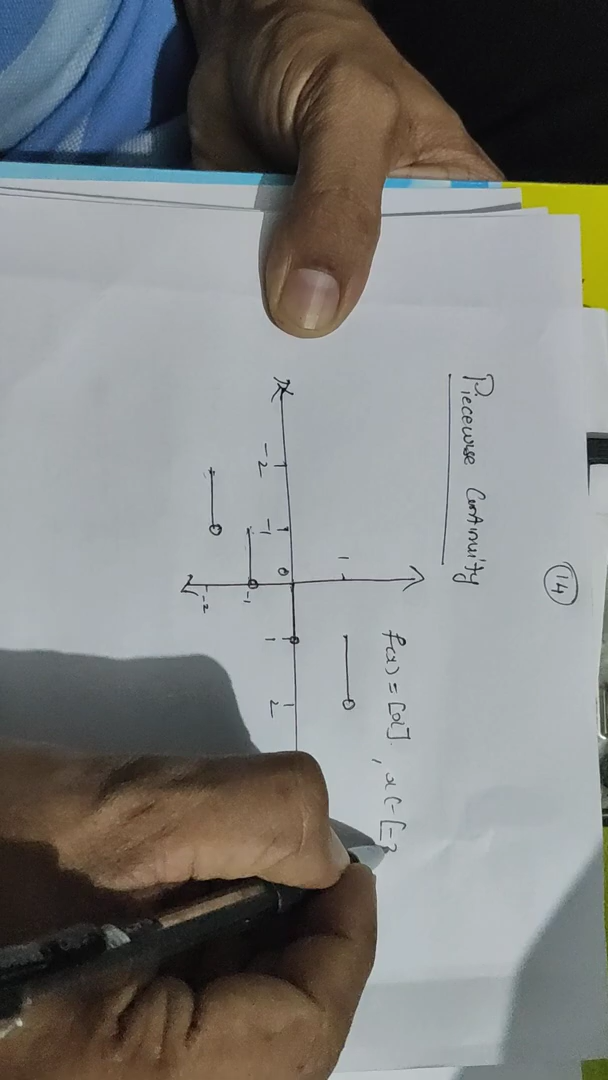 14
Piecewise Continuity
f(x) = [x], x ∈ [-2
1
-2 -1 0 1 2
-1
-2